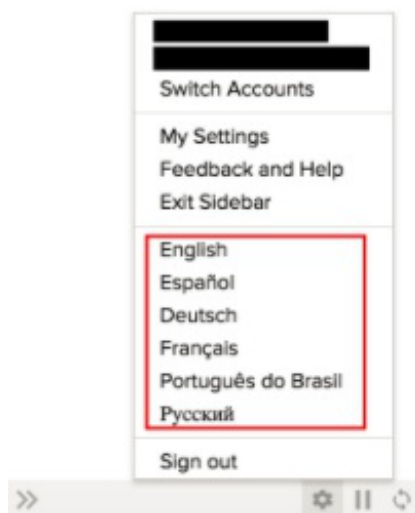 Switch Accounts
My Settings
Feedback and Help
Exit Sidebar
English
Español
Deutsch
Français
Português do Brasil
Русский
Sign out